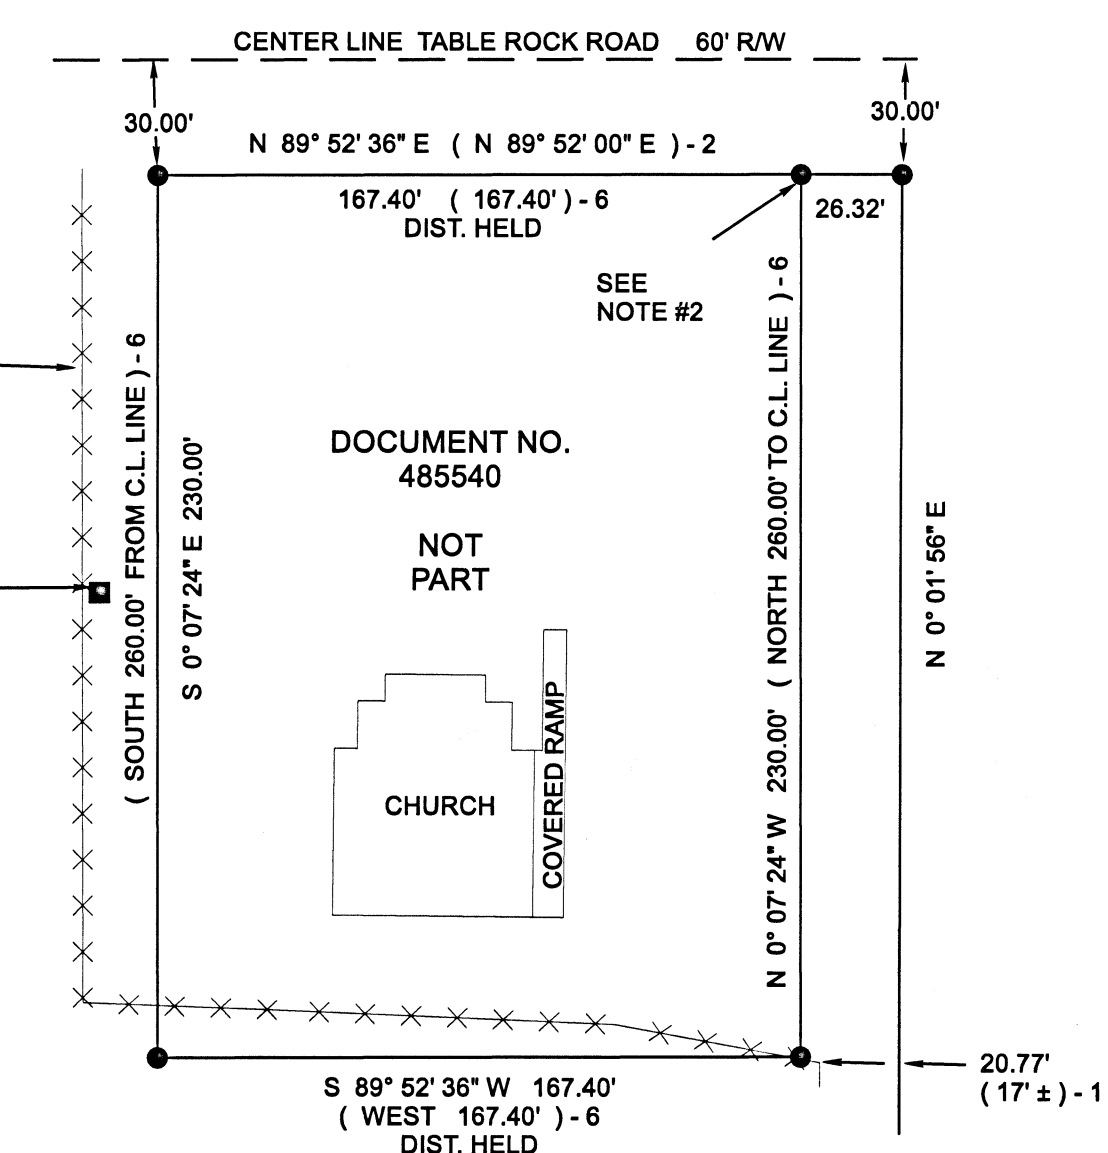 CENTER LINE TABLE ROCK ROAD 60' R/W
30.00'
30.00'
N 89° 52' 36" E ( N 89° 52' 00" E ) - 2
167.40' ( 167.40' ) - 6
DIST. HELD
26.32'
SEE
NOTE #2
( SOUTH 260.00' FROM C.L. LINE ) - 6
S 0° 07' 24" E 230.00'
DOCUMENT NO.
485540
NOT
PART
N 0° 07' 24" W 230.00' ( NORTH 260.00' TO C.L. LINE ) - 6
N 0° 01' 56" E
CHURCH
COVERED RAMP
20.77'
( 17' ± ) - 1
S 89° 52' 36" W 167.40'
( WEST 167.40' ) - 6
DIST. HELD